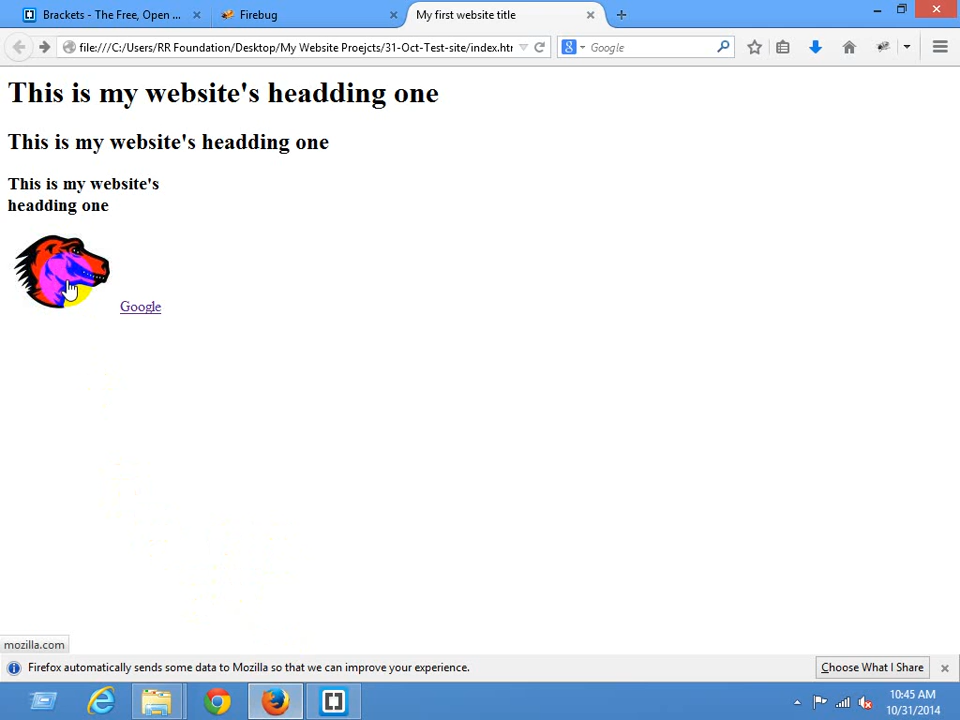 Brackets - The Free, Open ...
Firebug
My first website title
file:///C:/Users/RR Foundation/Desktop/My Website Proejcts/31-Oct-Test-site/index.htm
Google
This is my website's headding one
This is my website's headding one
This is my website's
headding one
Google
mozilla.com
Firefox automatically sends some data to Mozilla so that we can improve your experience.
Choose What I Share
10:45 AM
10/31/2014